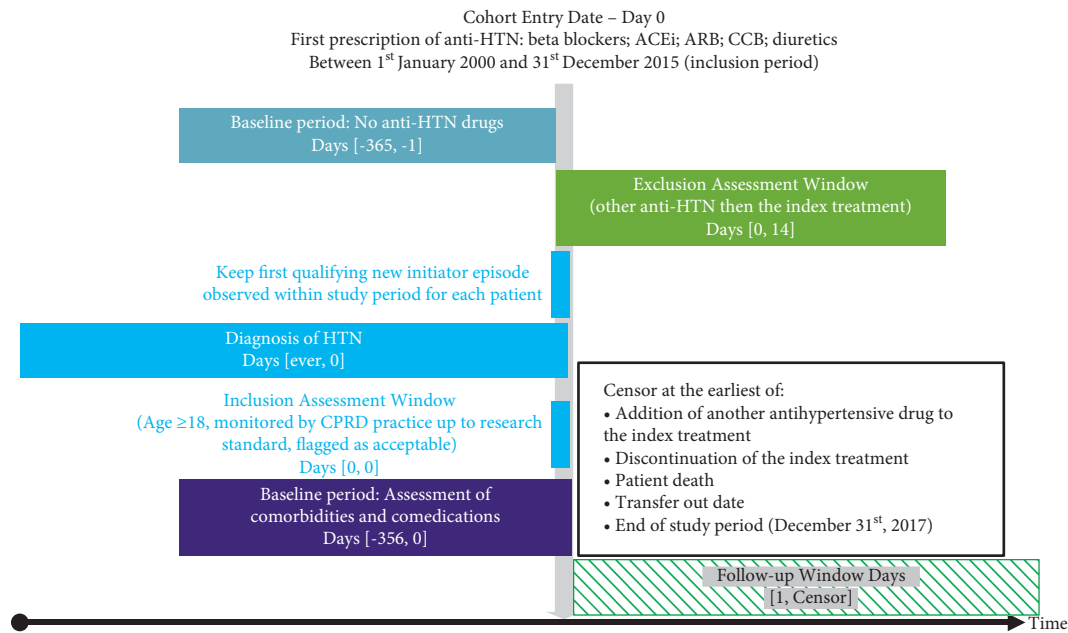 Cohort Entry Date – Day 0
First prescription of anti-HTN: beta blockers; ACEi; ARB; CCB; diuretics
Between 1st January 2000 and 31st December 2015 (inclusion period)
Baseline period: No anti-HTN drugs
Days [-365, -1]
Exclusion Assessment Window
(other anti-HTN then the index treatment)
Days [0, 14]
Keep first qualifying new initiator episode
observed within study period for each patient
Diagnosis of HTN
Days [ever, 0]
Inclusion Assessment Window
(Age ≥18, monitored by CPRD practice up to research
standard, flagged as acceptable)
Days [0, 0]
Baseline period: Assessment of
comorbidities and comedications
Days [-356, 0]
Censor at the earliest of:
• Addition of another antihypertensive drug to
the index treatment
• Discontinuation of the index treatment
• Patient death
• Transfer out date
• End of study period (December 31st, 2017)
Follow-up Window Days
[1, Censor]
Time